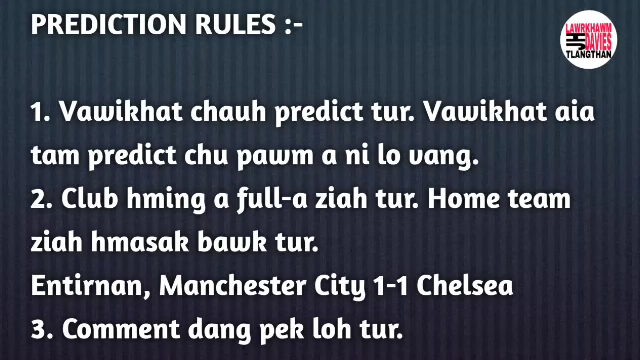 PREDICTION RULES :-
LAWRKHAWM
DAVIES
TLANGTHAN
1. Vawikhat chauh predict tur. Vawikhat aia
tam predict chu pawm a ni lo vang.
2. Club hming a full-a ziah tur. Home team
ziah hmasak bawk tur.
Entirnan, Manchester City 1-1 Chelsea
3. Comment dang pek loh tur.